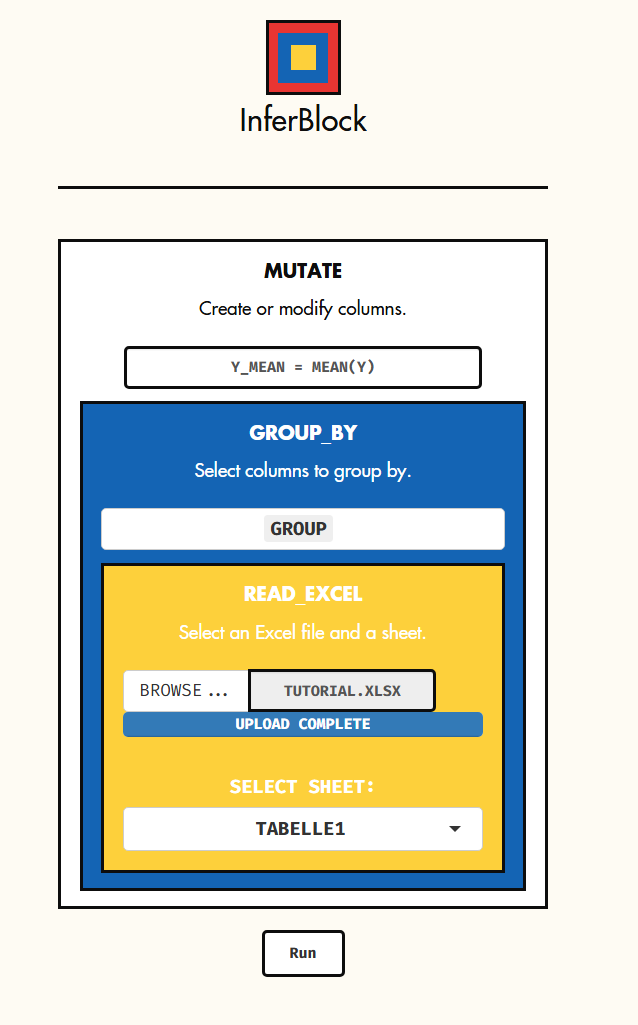 InferBlock
MUTATE
Create or modify columns.
Y_MEAN = MEAN(Y)
GROUP_BY
Select columns to group by.
GROUP
READ_EXCEL
Select an Excel file and a sheet.
BROWSE... TUTORIAL.XLSX
UPLOAD COMPLETE
SELECT SHEET:
TABELLE1
Run